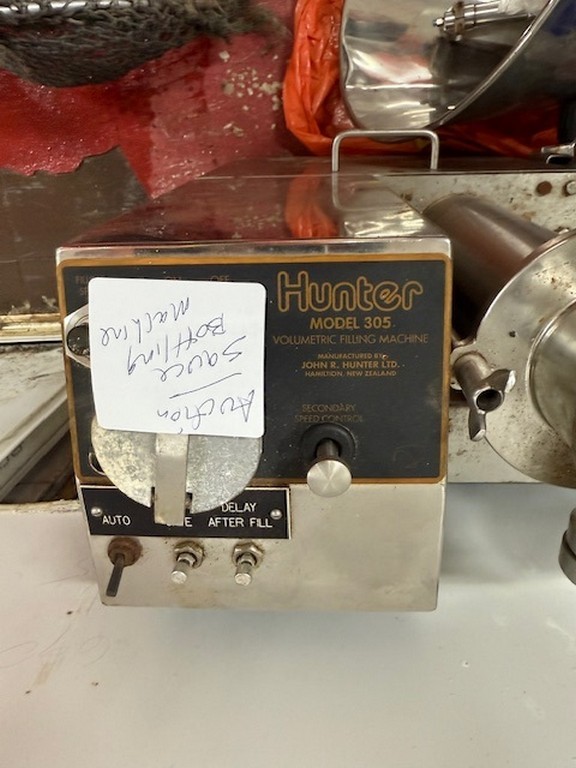 Hunter
MODEL 305
VOLUMETRIC FILLING MACHINE
MANUFACTURED BY
JOHN R. HUNTER LTD.
HAMILTON, NEW ZEALAND
SECONDARY
SPEED CONTROL
Auction
Sauce
Bottling
Machine
AUTO
DELAY
AFTER FILL